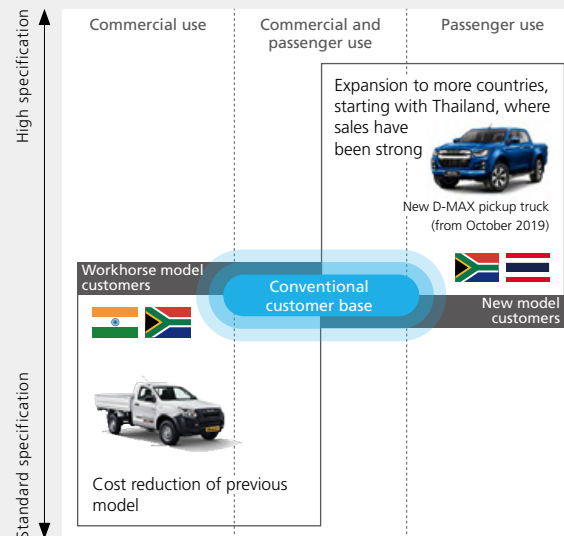 Commercial use
Commercial and
passenger use
Passenger use
High specification
Expansion to more countries,
starting with Thailand, where
sales have
been strong
New D-MAX pickup truck
(from October 2019)
Workhorse model
customers
Conventional
customer base
New model
customers
Standard specification
Cost reduction of previous
model